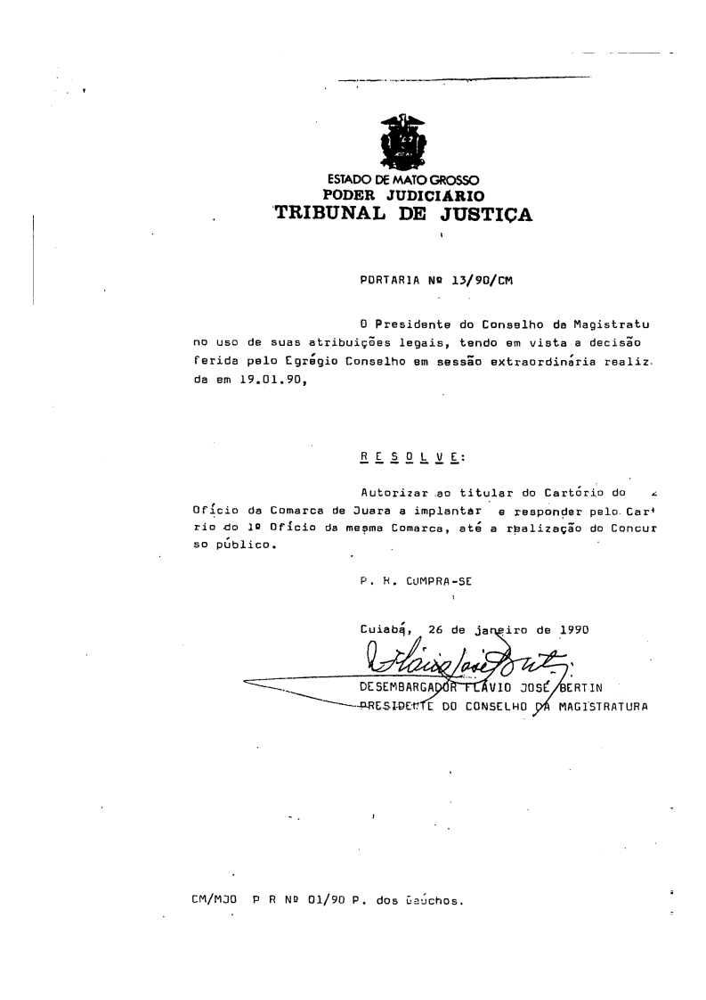 ESTADO DE MATO GROSSO
PODER JUDICIÁRIO
TRIBUNAL DE JUSTIÇA
PORTARIA Nº 13/90/CM
O Presidente do Conselho da Magistratu
no uso de suas atribuições legais, tendo em vista a decisão
ferida pelo Egrégio Conselho em sessão extraordinária realiz
da em 19.01.90,
R E S O L V E:
Autorizar ao titular do Cartório do
Ofício da Comarca de Juara a implantar e responder pelo Car
rio do 1º Ofício da mesma Comarca, até a realização do Concur
so público.
P. R. CUMPRA-SE
Cuiabá, 26 de janeiro de 1990
DESEMBARGADOR FLÁVIO JOSÉ BERTIN
PRESIDENTE DO CONSELHO DA MAGISTRATURA
CM/MJO P R Nº 01/90 P. dos Gaúchos.